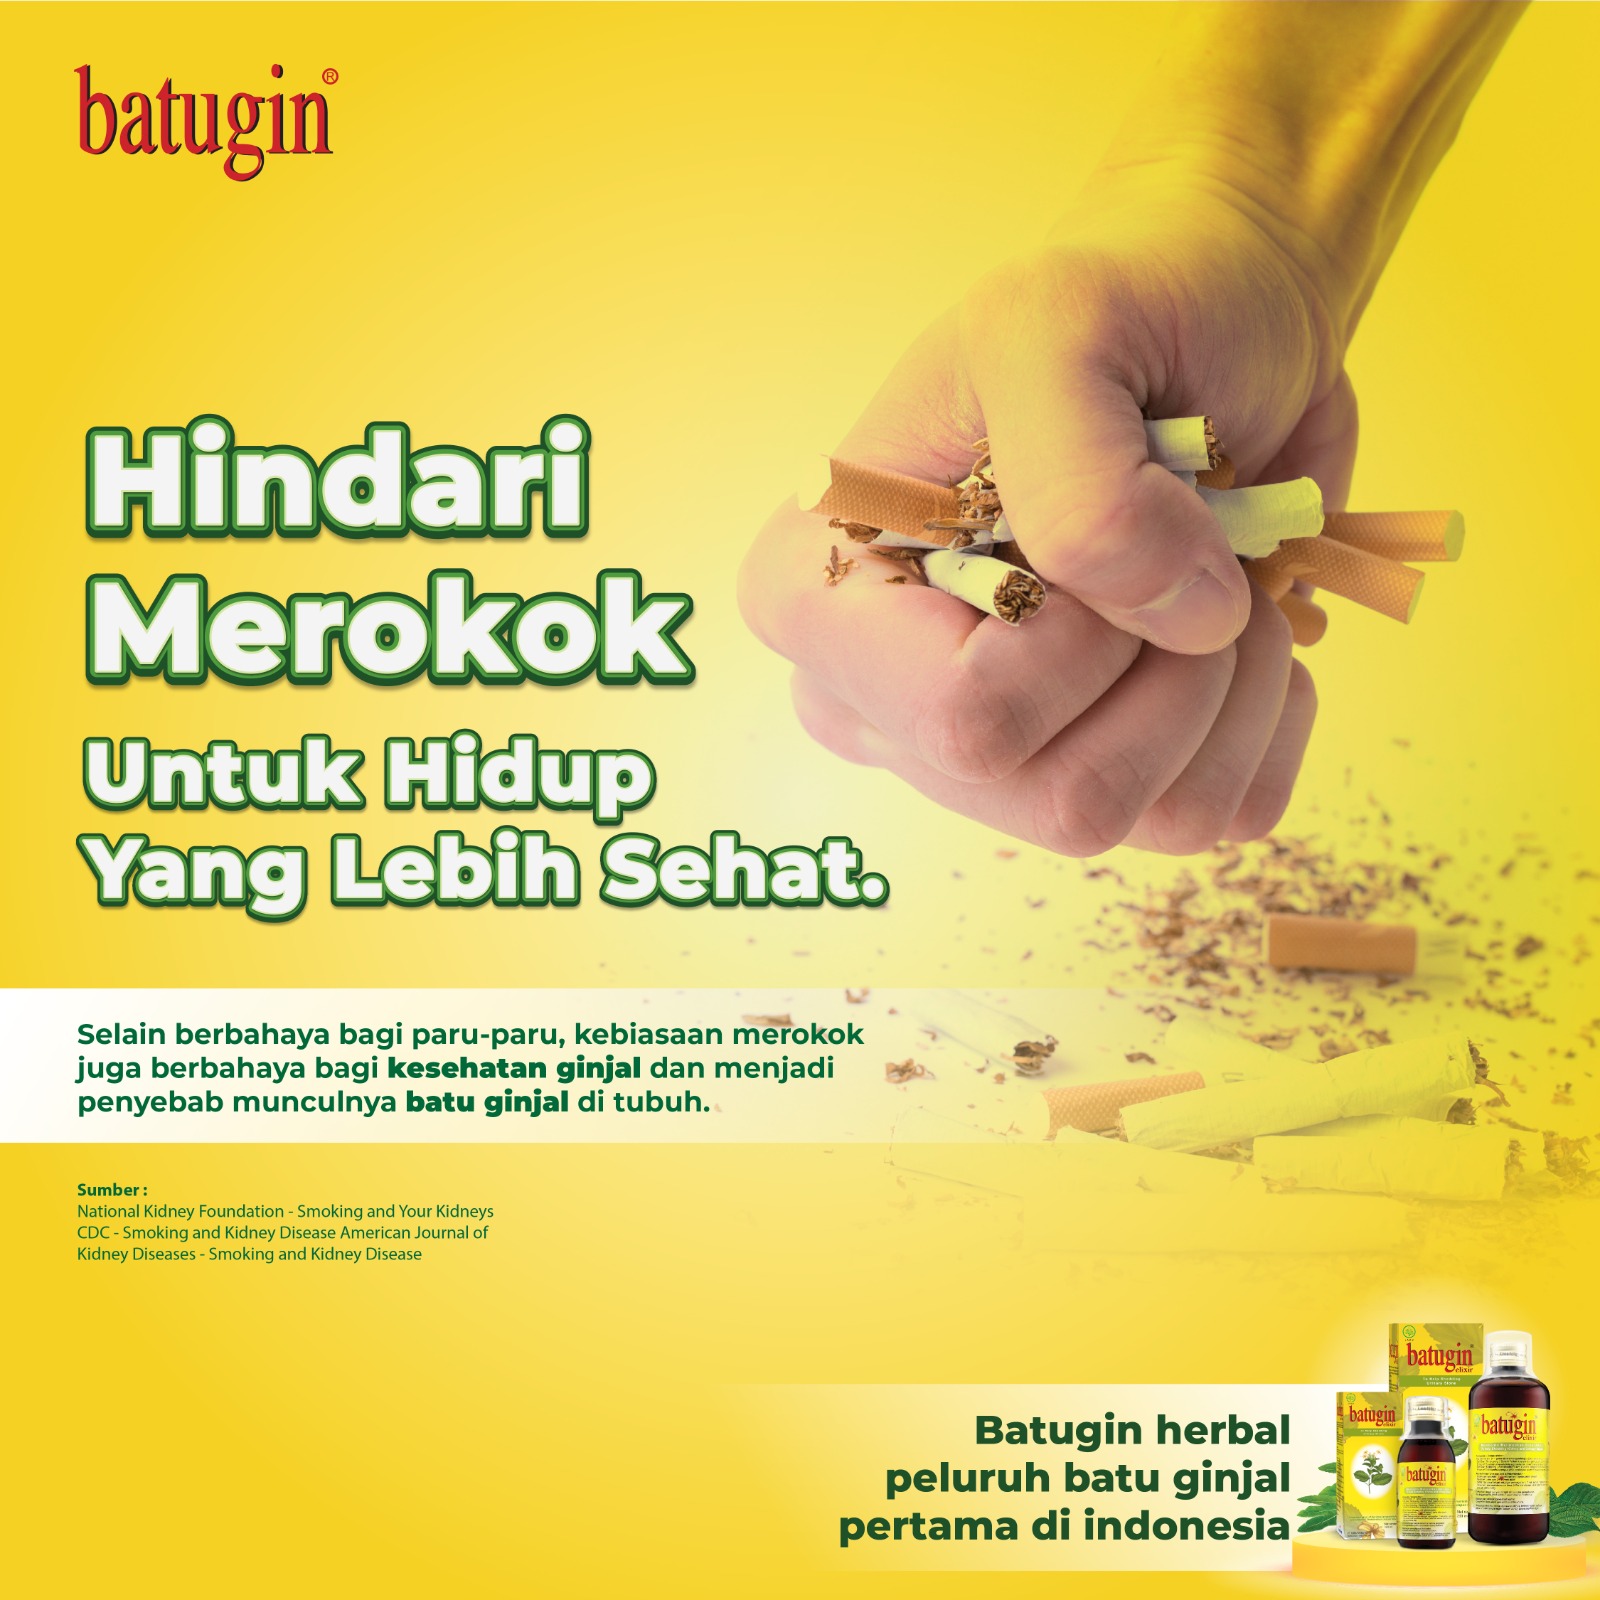 batugin®
Hindari
Merokok
Untuk Hidup
Yang Lebih Sehat.
Selain berbahaya bagi paru-paru, kebiasaan merokok
juga berbahaya bagi kesehatan ginjal dan menjadi
penyebab munculnya batu ginjal di tubuh.
Sumber :
National Kidney Foundation - Smoking and Your Kidneys
CDC - Smoking and Kidney Disease American Journal of
Kidney Diseases - Smoking and Kidney Disease
Batugin herbal
peluruh batu ginjal
pertama di indonesia
batugin
elixir
batugin
elixir
batugin
batugin
elixir